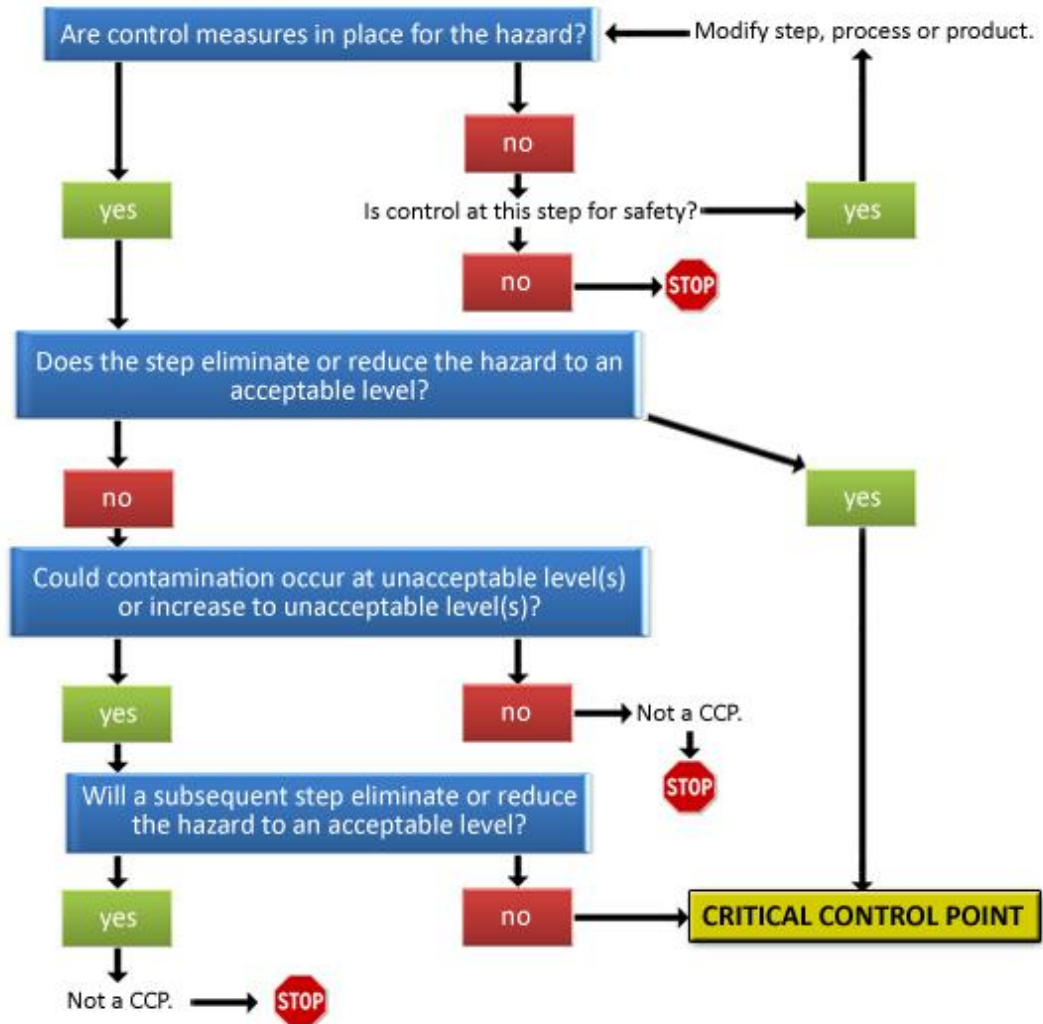 Are control measures in place for the hazard?
Modify step, process or product.
no
yes
Is control at this step for safety?
yes
no
STOP
Does the step eliminate or reduce the hazard to an
acceptable level?
no
yes
Could contamination occur at unacceptable level(s)
or increase to unacceptable level(s)?
yes
no
Not a CCP.
STOP
Will a subsequent step eliminate or reduce
the hazard to an acceptable level?
yes
no
CRITICAL CONTROL POINT
Not a CCP.
STOP